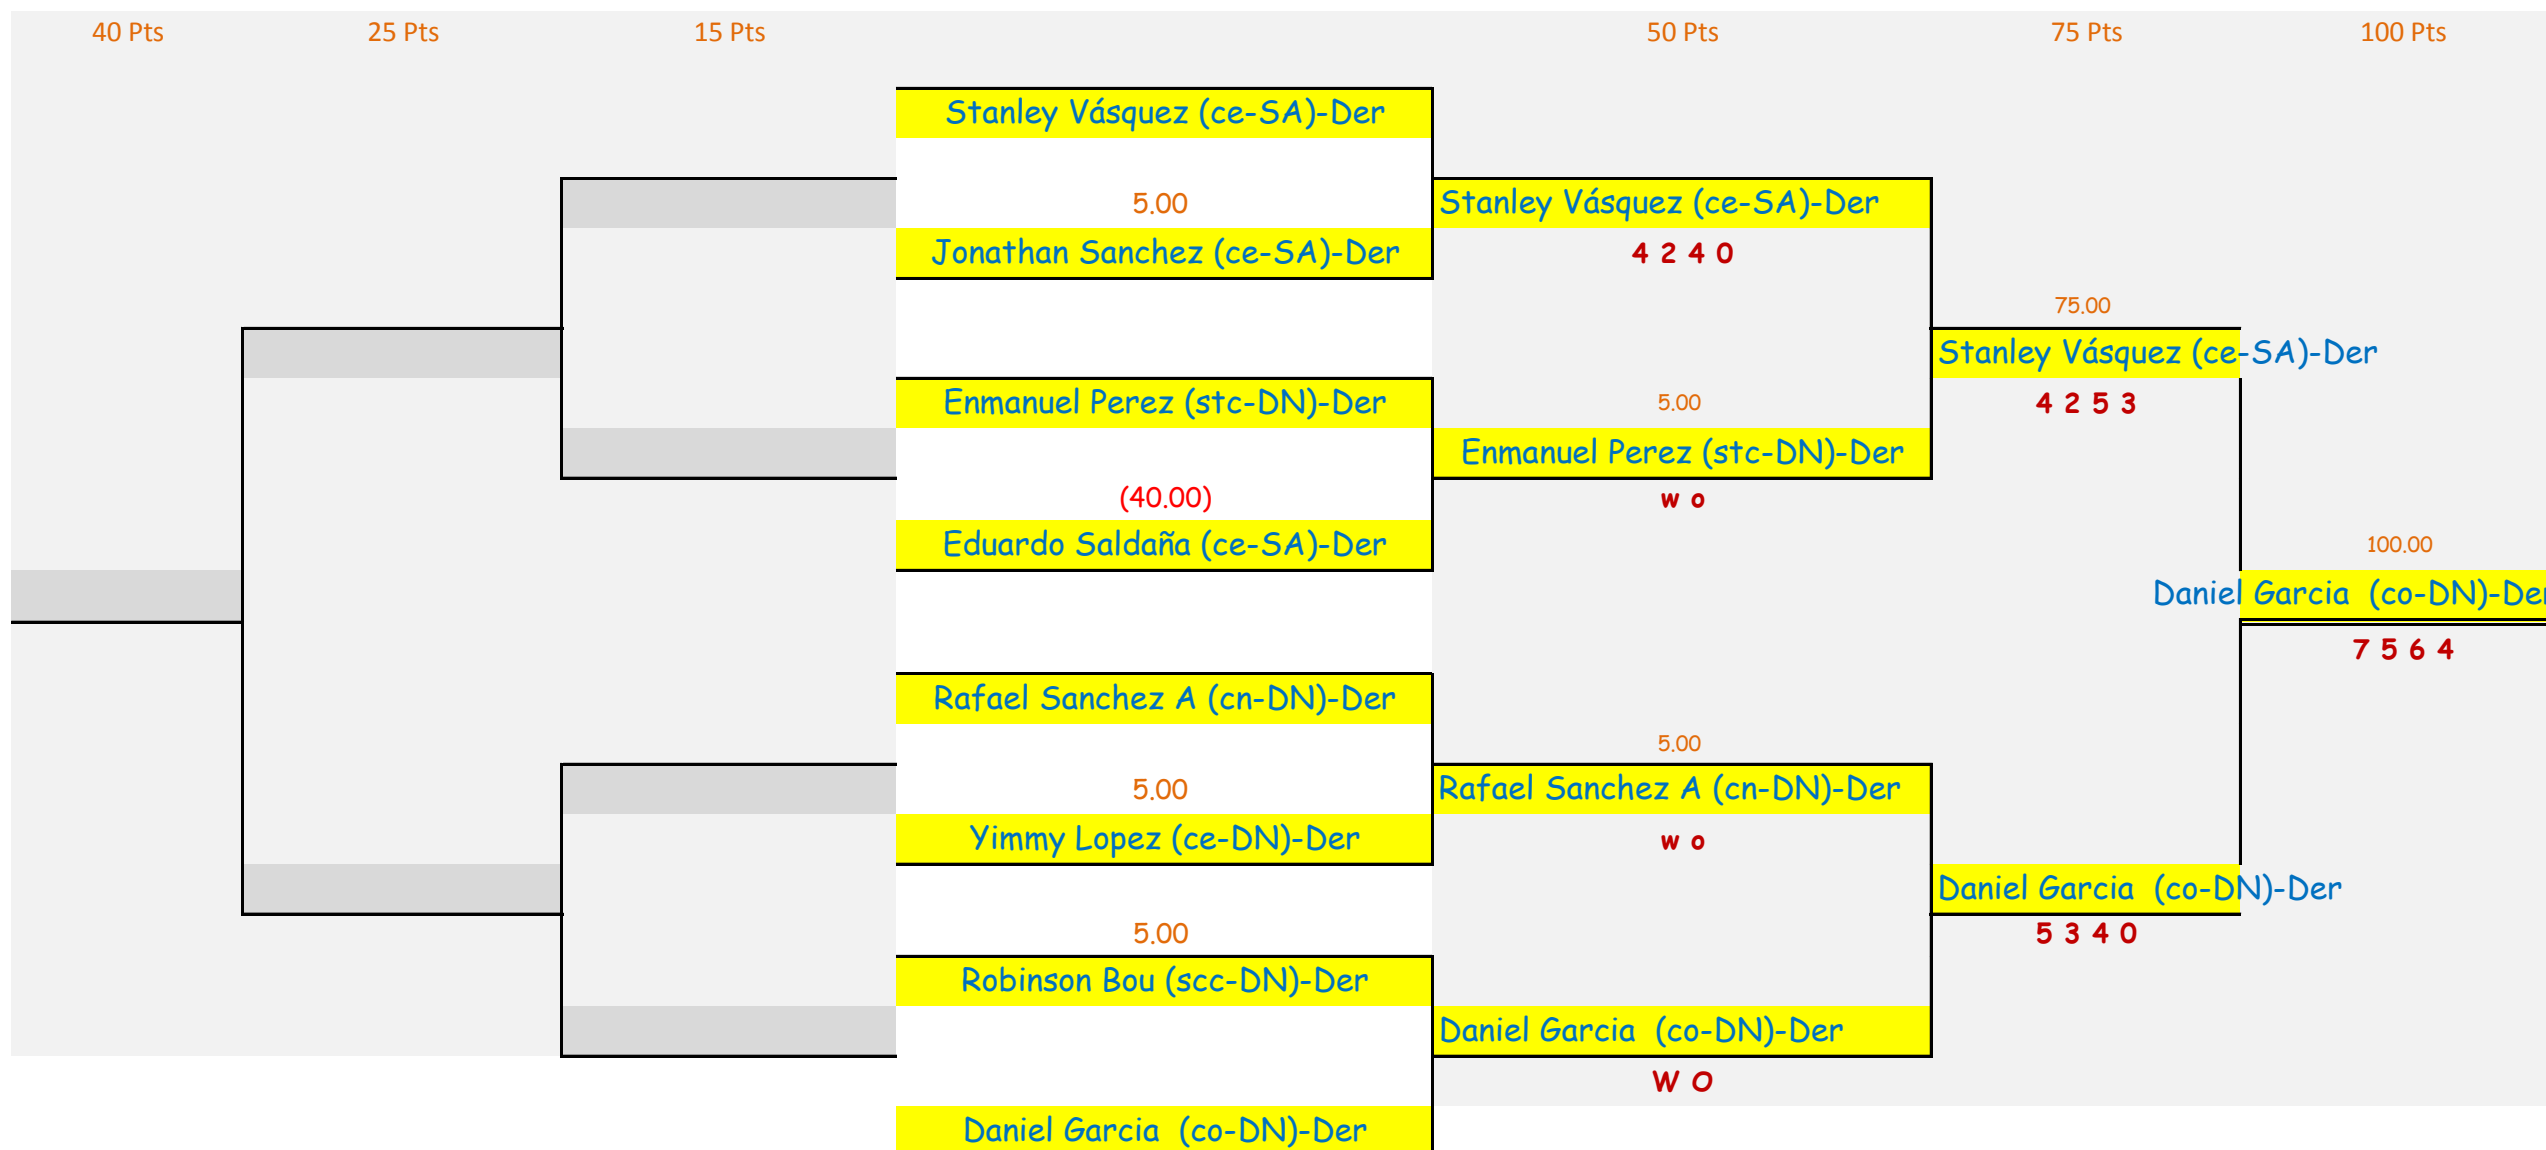 40 Pts 25 Pts 15 Pts 50 Pts 75 Pts 100 Pts
Stanley Vásquez (ce-SA)-Der
5.00
Stanley Vásquez (ce-SA)-Der
Jonathan Sanchez (ce-SA)-Der
4 2 4 0
75.00
Stanley Vásquez (ce-SA)-Der
Enmanuel Perez (stc-DN)-Der
5.00
4 2 5 3
Enmanuel Perez (stc-DN)-Der
(40.00)
w o
Eduardo Saldaña (ce-SA)-Der
100.00
Daniel Garcia (co-DN)-Der
7 5 6 4
Rafael Sanchez A (cn-DN)-Der
5.00
5.00
Rafael Sanchez A (cn-DN)-Der
Yimmy Lopez (ce-DN)-Der
w o
Daniel Garcia (co-DN)-Der
5.00
5 3 4 0
Robinson Bou (scc-DN)-Der
Daniel Garcia (co-DN)-Der
W O
Daniel Garcia (co-DN)-Der